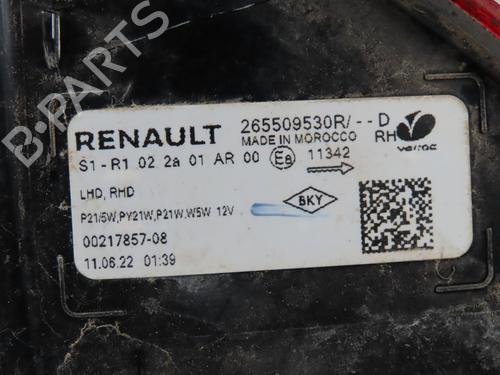 B-PARTS
RENAULT 265509530R/--D
MADE IN MOROCCO RH
varroc
S1-R1 02 2a 01 AR 00 E8 11342
LHD, RHD
P21/5W,PY21W,P21W,W5W 12V
BKY
00217857-08
11.06.22 01:39